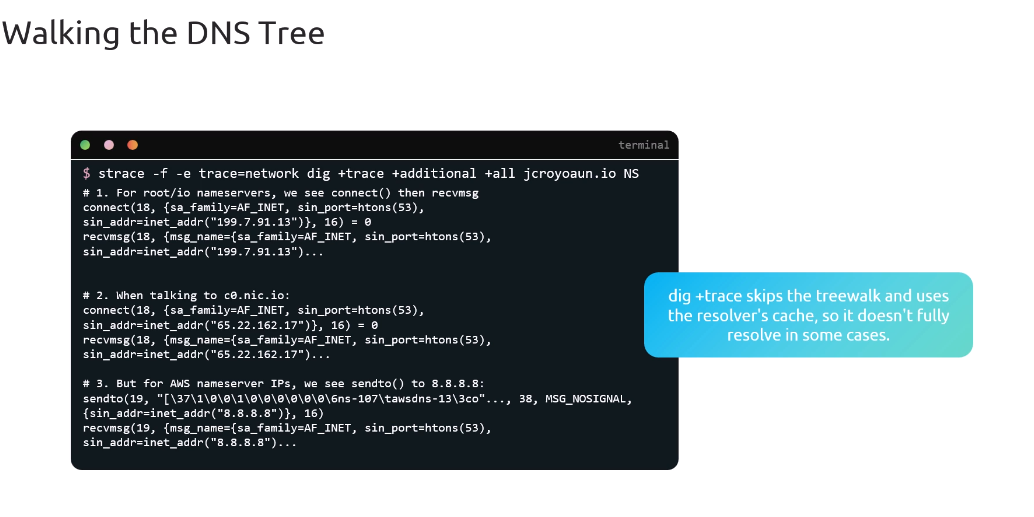 Walking the DNS Tree
terminal
$ strace -f -e trace=network dig +trace +additional +all jcroyoaun.io NS
# 1. For root/io nameservers, we see connect() then recvmsg
connect(18, {sa_family=AF_INET, sin_port=htons(53),
sin_addr=inet_addr("199.7.91.13")}, 16) = 0
recvmsg(18, {msg_name={sa_family=AF_INET, sin_port=htons(53),
sin_addr=inet_addr("199.7.91.13")...
# 2. When talking to c0.nic.io:
connect(18, {sa_family=AF_INET, sin_port=htons(53),
sin_addr=inet_addr("65.22.162.17")}, 16) = 0
recvmsg(18, {msg_name={sa_family=AF_INET, sin_port=htons(53),
sin_addr=inet_addr("65.22.162.17")...
# 3. But for AWS nameserver IPs, we see sendto() to 8.8.8.8:
sendto(19, "[\37\1\0\0\1\0\0\0\0\0\0\6ns-107\tawsdns-13\3co"..., 38, MSG_NOSIGNAL,
{sin_addr=inet_addr("8.8.8.8")}, 16)
recvmsg(19, {msg_name={sa_family=AF_INET, sin_port=htons(53),
sin_addr=inet_addr("8.8.8.8")...
dig +trace skips the treewalk and uses
the resolver's cache, so it doesn't fully
resolve in some cases.